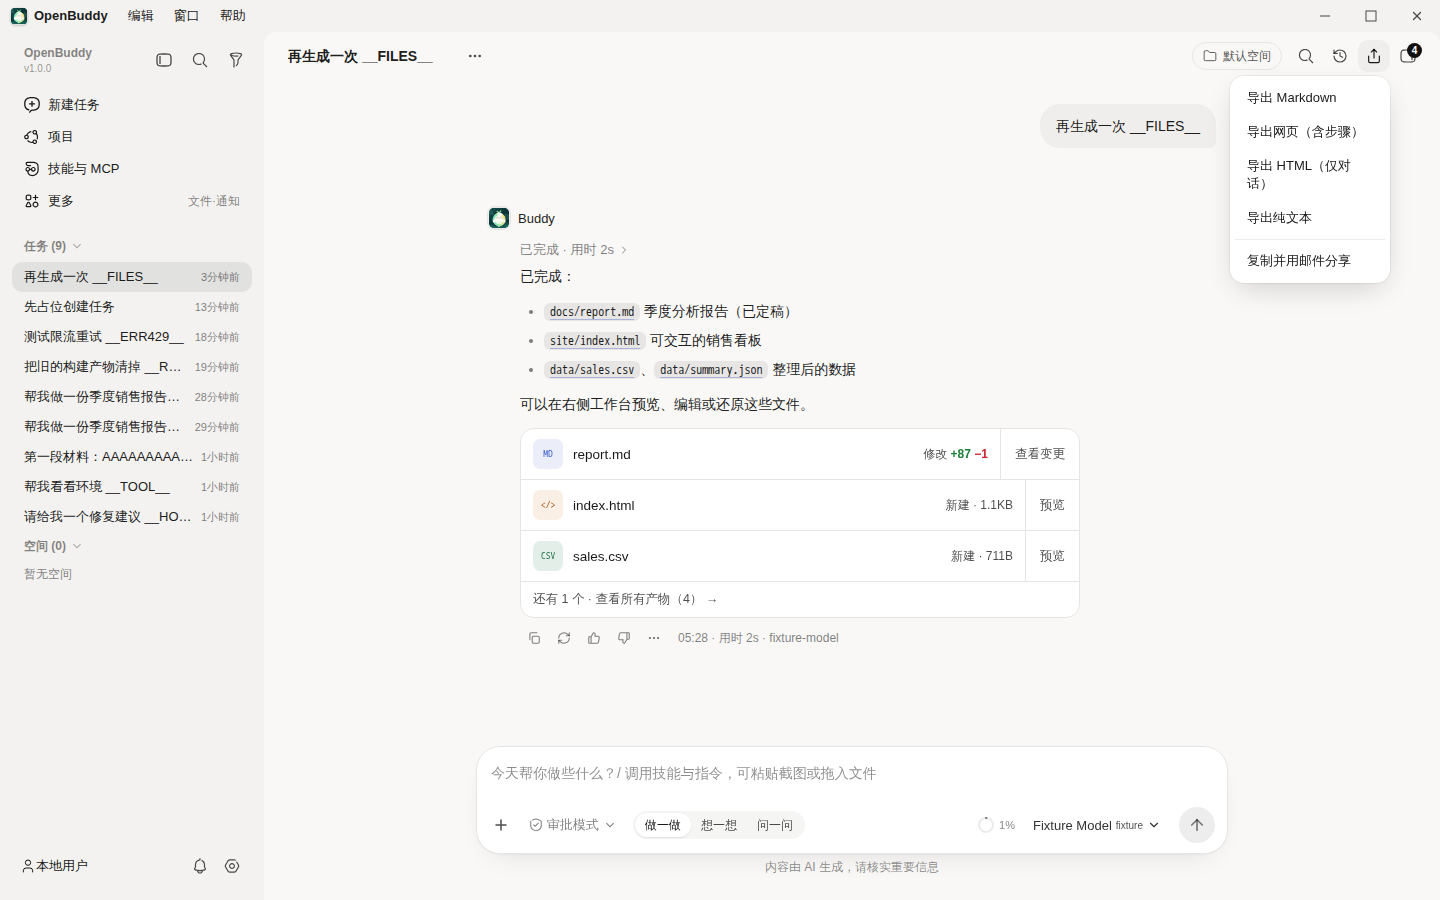 OpenBuddy 编辑 窗口 帮助
OpenBuddy
v1.0.0
新建任务
项目
技能与 MCP
更多 文件·通知
任务 (9)
再生成一次 __FILES__ 3分钟前
先占位创建任务 13分钟前
测试限流重试 __ERR429__ 18分钟前
把旧的构建产物清掉 __R… 19分钟前
帮我做一份季度销售报告… 28分钟前
帮我做一份季度销售报告… 29分钟前
第一段材料：AAAAAAAAA… 1小时前
帮我看看环境 __TOOL__ 1小时前
请给我一个修复建议 __HO… 1小时前
空间 (0)
暂无空间
本地用户
再生成一次 __FILES__
默认空间
4
导出 Markdown
导出网页（含步骤）
导出 HTML（仅对
话）
导出纯文本
复制并用邮件分享
再生成一次 __FILES__
Buddy
已完成 · 用时 2s
已完成：
docs/report.md 季度分析报告（已定稿）
site/index.html 可交互的销售看板
data/sales.csv、data/summary.json 整理后的数据
可以在右侧工作台预览、编辑或还原这些文件。
MD report.md 修改 +87 −1 查看变更
</> index.html 新建 · 1.1KB 预览
CSV sales.csv 新建 · 711B 预览
还有 1 个 · 查看所有产物（4） →
05:28 · 用时 2s · fixture-model
今天帮你做些什么？/ 调用技能与指令，可粘贴截图或拖入文件
审批模式 做一做 想一想 问一问 1% Fixture Model fixture
内容由 AI 生成，请核实重要信息